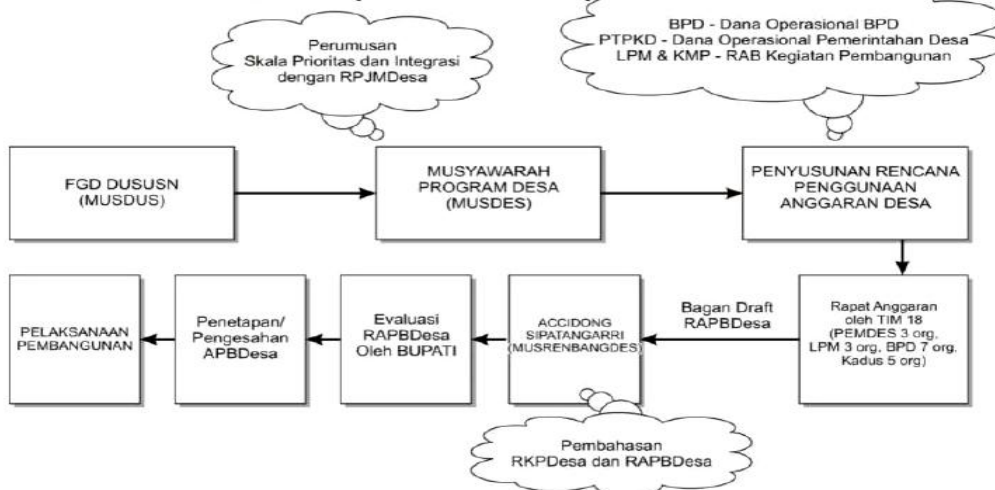 Perumusan
Skala Prioritas dan Integrasi
dengan RPJMDesa
BPD - Dana Operasional BPD
PTPKD - Dana Operasional Pemerintahan Desa
LPM & KMP - RAB Kegiatan Pembangunan
FGD DUSUSN
(MUSDUS)
MUSYAWARAH
PROGRAM DESA
(MUSDES)
PENYUSUNAN RENCANA
PENGGUNAAN
ANGGARAN DESA
Rapat Anggaran
oleh TIM 18
(PEMDES 3 org,
LPM 3 org, BPD 7 org,
Kadus 5 org)
Bagan Draft
RAPBDesa
ACCIDONG
SIPATANGARRI
(MUSRENBANGDES)
Evaluasi
RAPBDesa
Oleh BUPATI
Penetapan/
Pengesahan
APBDesa
PELAKSANAAN
PEMBANGUNAN
Pembahasan
RKPDesa dan RAPBDesa